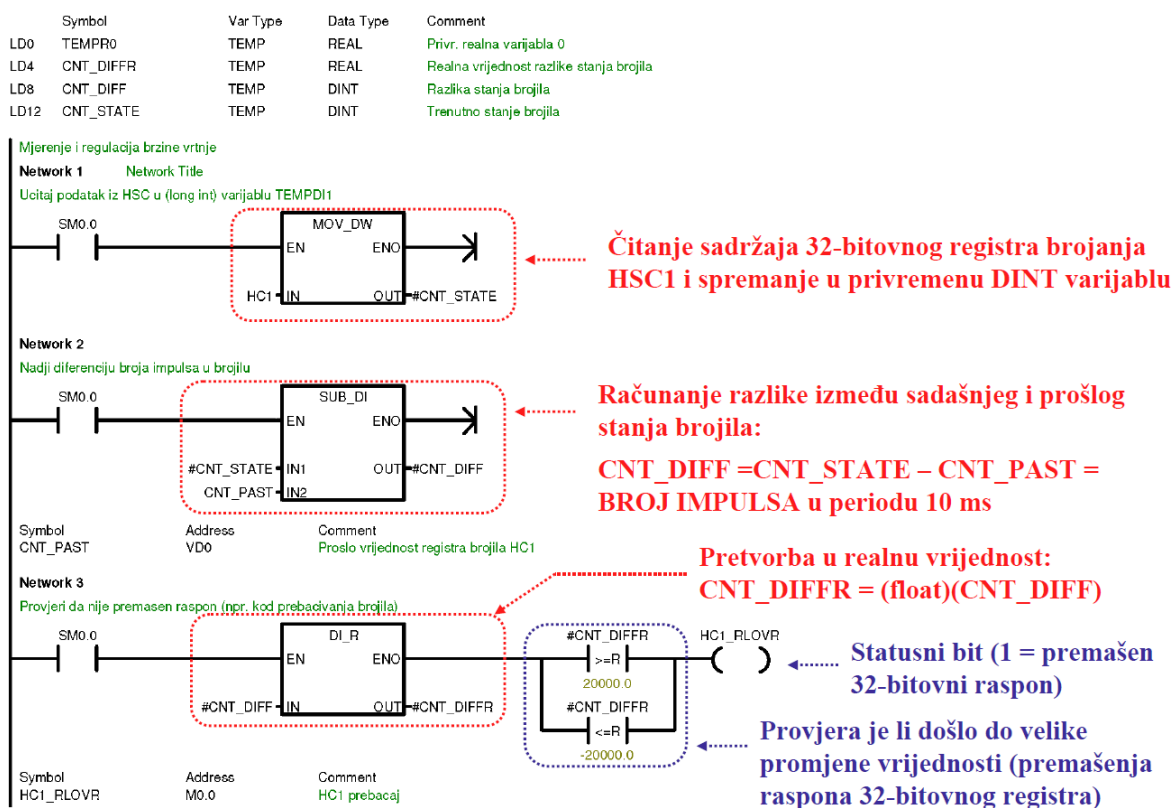 Symbol Var Type Data Type Comment
LD0 TEMPR0 TEMP REAL Privr. realna varijabla 0
LD4 CNT_DIFFR TEMP REAL Realna vrijednost razlike stanja brojila
LD8 CNT_DIFF TEMP DINT Razlika stanja brojila
LD12 CNT_STATE TEMP DINT Trenutno stanje brojila
Mjerenje i regulacija brzine vrtnje
Network 1 Network Title
Ucitaj podatak iz HSC u (long int) varijablu TEMPDI1
SM0.0
MOV_DW
EN ENO
HC1 IN OUT #CNT_STATE
Čitanje sadržaja 32-bitovnog registra brojanja
HSC1 i spremanje u privremenu DINT varijablu
Network 2
Nadji diferenciju broja impulsa u brojilu
SM0.0
SUB_DI
EN ENO
#CNT_STATE IN1 OUT #CNT_DIFF
CNT_PAST IN2
Računanje razlike između sadašnjeg i prošlog
stanja brojila:
CNT_DIFF =CNT_STATE – CNT_PAST =
BROJ IMPULSA u periodu 10 ms
Symbol Address Comment
CNT_PAST VD0 Proslo vrijednost registra brojila HC1
Network 3
Provjeri da nije premasen raspon (npr. kod prebacivanja brojila)
Pretvorba u realnu vrijednost:
CNT_DIFFR = (float)(CNT_DIFF)
SM0.0
DI_R
EN ENO
#CNT_DIFF IN OUT #CNT_DIFFR
#CNT_DIFFR
>=R
20000.0
#CNT_DIFFR
<=R
-20000.0
HC1_RLOVR
Statusni bit (1 = premašen
32-bitovni raspon)
Provjera je li došlo do velike
promjene vrijednosti (premašenja
raspona 32-bitovnog registra)
Symbol Address Comment
HC1_RLOVR M0.0 HC1 prebacaj